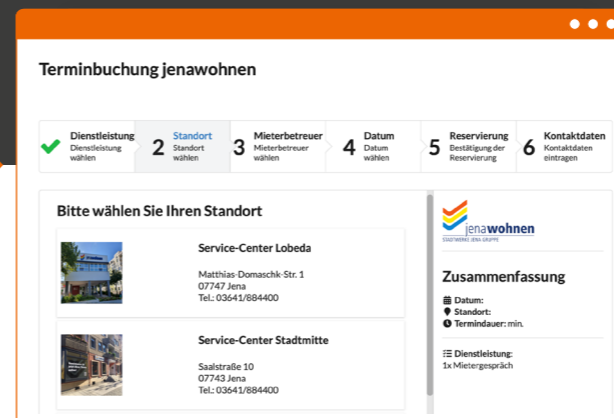 Terminbuchung jenawohnen
Dienstleistung
Dienstleistung
wählen
2
Standort
Standort
wählen
3
Mieterbetreuer
Mieterbetreuer
wählen
4
Datum
Datum
wählen
5
Reservierung
Bestätigung der
Reservierung
6
Kontaktdaten
Kontaktdaten
eintragen
Bitte wählen Sie Ihren Standort
Service-Center Lobeda
Matthias-Domaschk-Str. 1
07747 Jena
Tel.: 03641/884400
Service-Center Stadtmitte
Saalstraße 10
07743 Jena
Tel.: 03641/884400
jenawohnen
STADTWERKE JENA GRUPPE
Zusammenfassung
Datum:
Standort:
Termindauer: min.
Dienstleistung:
1x Mietergespräch